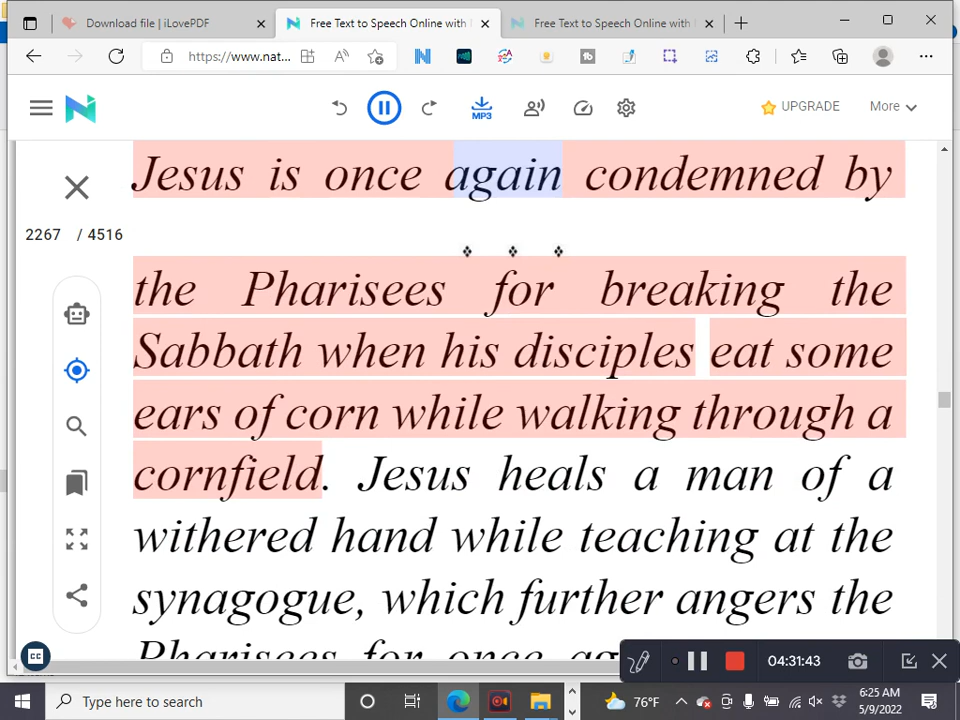 Download file | iLovePDF
Free Text to Speech Online with
Free Text to Speech Online with
https://www.nat...
MP3
UPGRADE
More
Jesus is once again condemned by
2267 / 4516
the Pharisees for breaking the
Sabbath when his disciples eat some
ears of corn while walking through a
cornfield. Jesus heals a man of a
withered hand while teaching at the
synagogue, which further angers the
Pharisees for once
CC
04:31:43
Type here to search
76°F
6:25 AM
5/9/2022